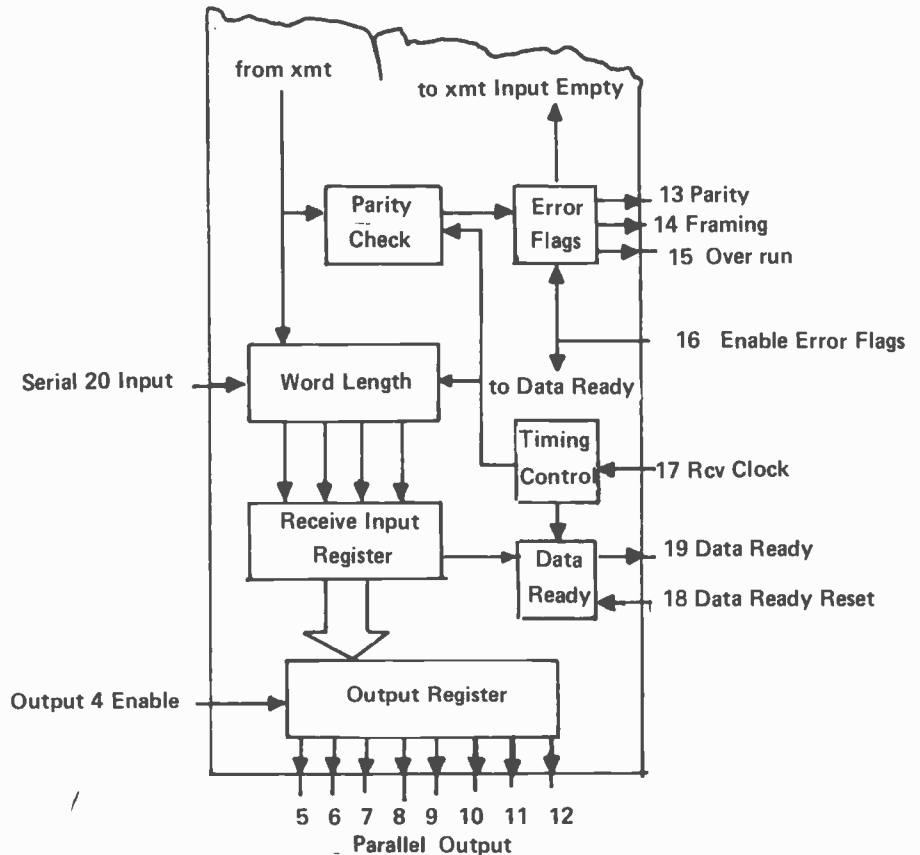 from xmt
to xmt Input Empty
Parity
Check
Error
Flags
13 Parity
14 Framing
15 Over run
16 Enable Error Flags
Serial 20 Input
Word Length
to Data Ready
Timing
Control
17 Rcv Clock
Receive Input
Register
Data
Ready
19 Data Ready
18 Data Ready Reset
Output 4 Enable
Output Register
5 6 7 8 9 10 11 12
Parallel Output